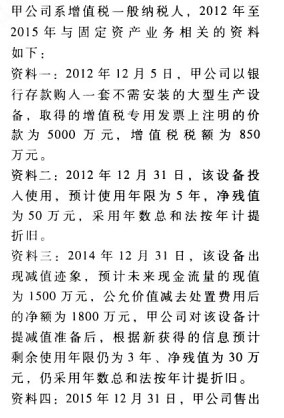 甲公司系增值税一般纳税人，2012 年至
2015 年与固定资产业务相关的资料
如下：
资料一：2012 年 12 月 5 日，甲公司以银
行存款购入一套不需安装的大型生产设
备，取得的增值税专用发票上注明的价
款为 5000 万元，增值税税额为 850
万元。
资料二：2012 年 12 月 31 日，该设备投
入使用，预计使用年限为 5 年，净残值
为 50 万元，采用年数总和法按年计提
折旧。
资料三：2014 年 12 月 31 日，该设备出
现减值迹象，预计未来现金流量的现值
为 1500 万元，公允价值减去处置费用后
的净额为 1800 万元，甲公司对该设备计
提减值准备后，根据新获得的信息预计
剩余使用年限仍为 3 年、净残值为 30 万
元，仍采用年数总和法按年计提折旧。
资料四：2015 年 12 月 31 日，甲公司售出